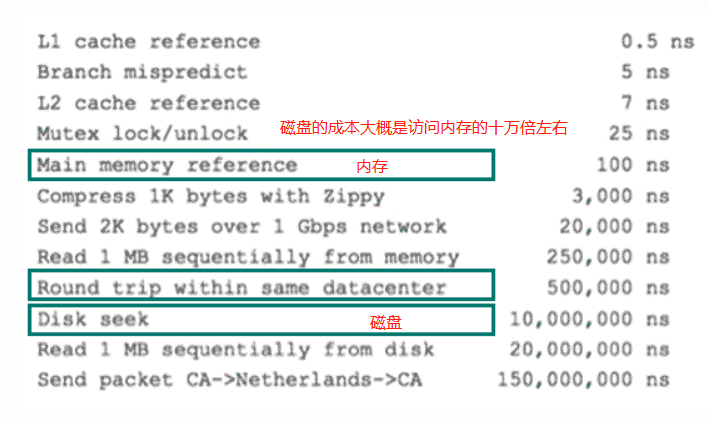 L1 cache reference 0.5 ns
Branch mispredict 5 ns
L2 cache reference 7 ns
磁盘的成本大概是访问内存的十万倍左右
Mutex lock/unlock 25 ns
Main memory reference 内存 100 ns
Compress 1K bytes with Zippy 3,000 ns
Send 2K bytes over 1 Gbps network 20,000 ns
Read 1 MB sequentially from memory 250,000 ns
Round trip within same datacenter 500,000 ns
Disk seek 磁盘 10,000,000 ns
Read 1 MB sequentially from disk 20,000,000 ns
Send packet CA->Netherlands->CA 150,000,000 ns